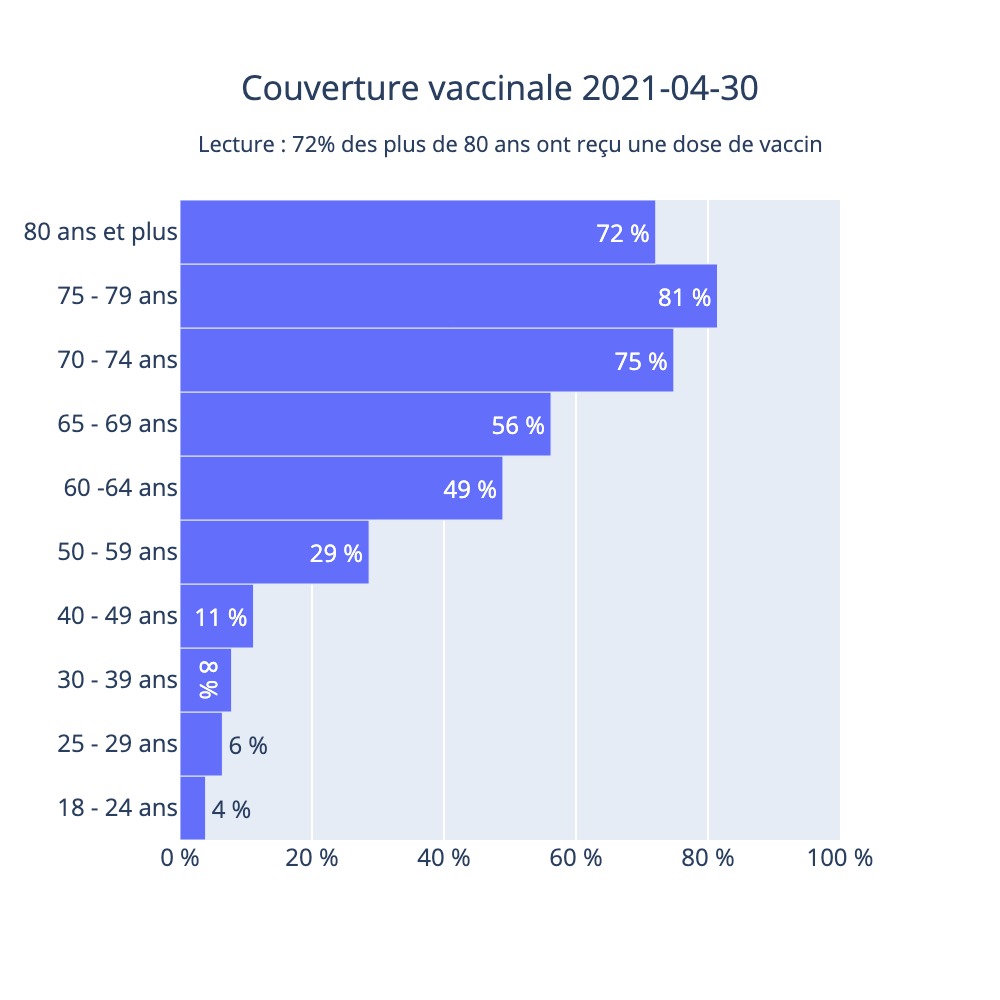 Couverture vaccinale 2021-04-30
Lecture : 72% des plus de 80 ans ont reçu une dose de vaccin
80 ans et plus 72 %
75 - 79 ans 81 %
70 - 74 ans 75 %
65 - 69 ans 56 %
60 -64 ans 49 %
50 - 59 ans 29 %
40 - 49 ans 11 %
30 - 39 ans 8 %
25 - 29 ans 6 %
18 - 24 ans 4 %
0 % 20 % 40 % 60 % 80 % 100 %